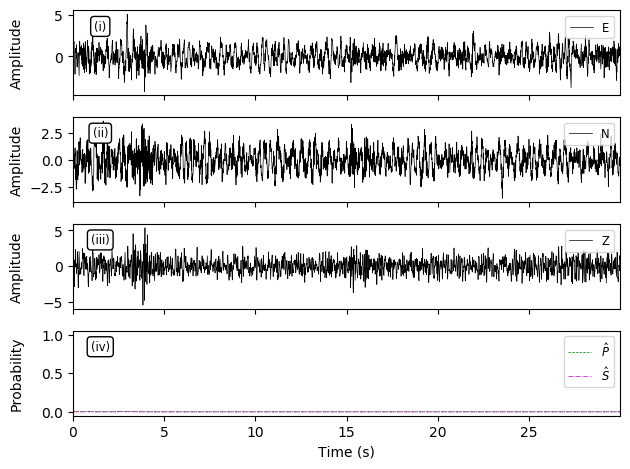 Amplitude
5
0
(i)
E
Amplitude
2.5
0.0
−2.5
(ii)
N
Amplitude
5
0
−5
(iii)
Z
Probability
1.0
0.5
0.0
(iv)
P̂
Ŝ
0 5 10 15 20 25
Time (s)